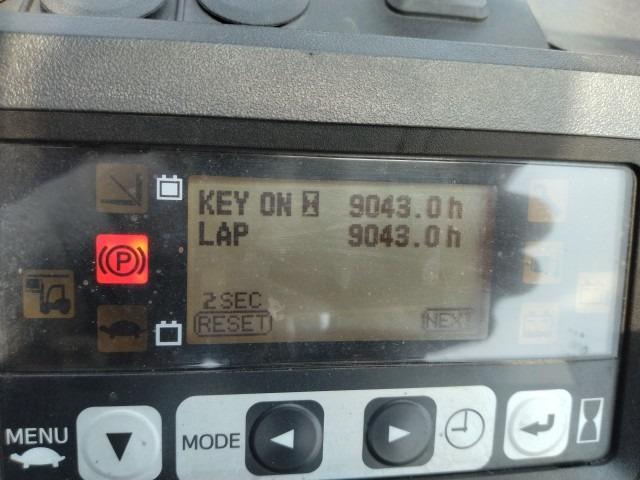 KEY ON 9043.0 h
LAP 9043.0 h
2 SEC
RESET NEXT
P
MENU
MODE